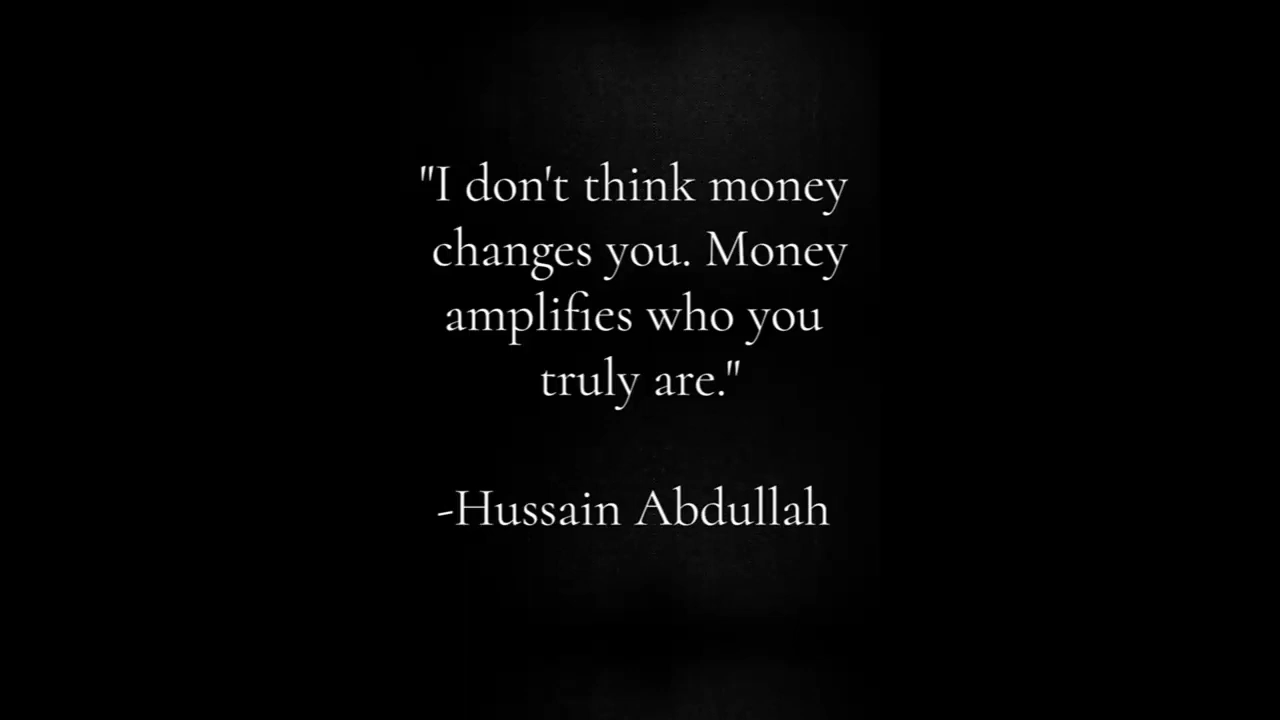 "I don't think money
changes you. Money
amplifies who you
truly are."
-Hussain Abdullah